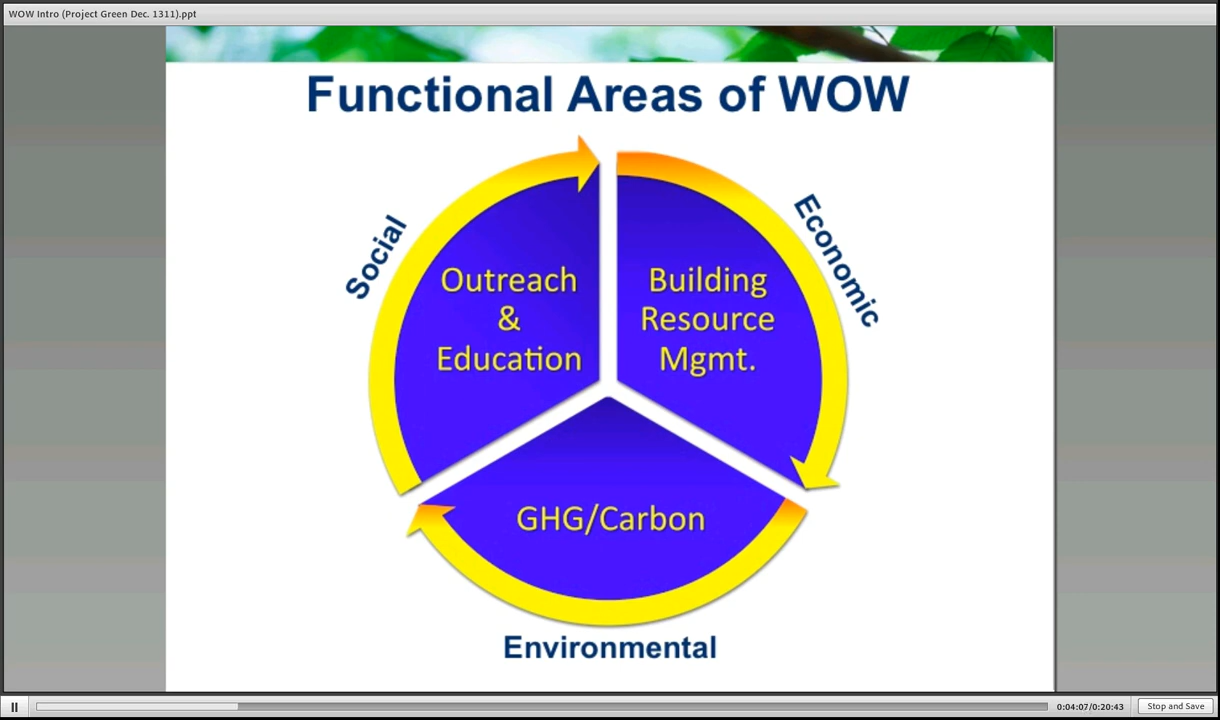 WOW Intro (Project Green Dec. 1311).ppt
Functional Areas of WOW
Social
Outreach
&
Education
Building
Resource
Mgmt.
Economic
GHG/Carbon
Environmental
0:04:07/0:20:43
Stop and Save